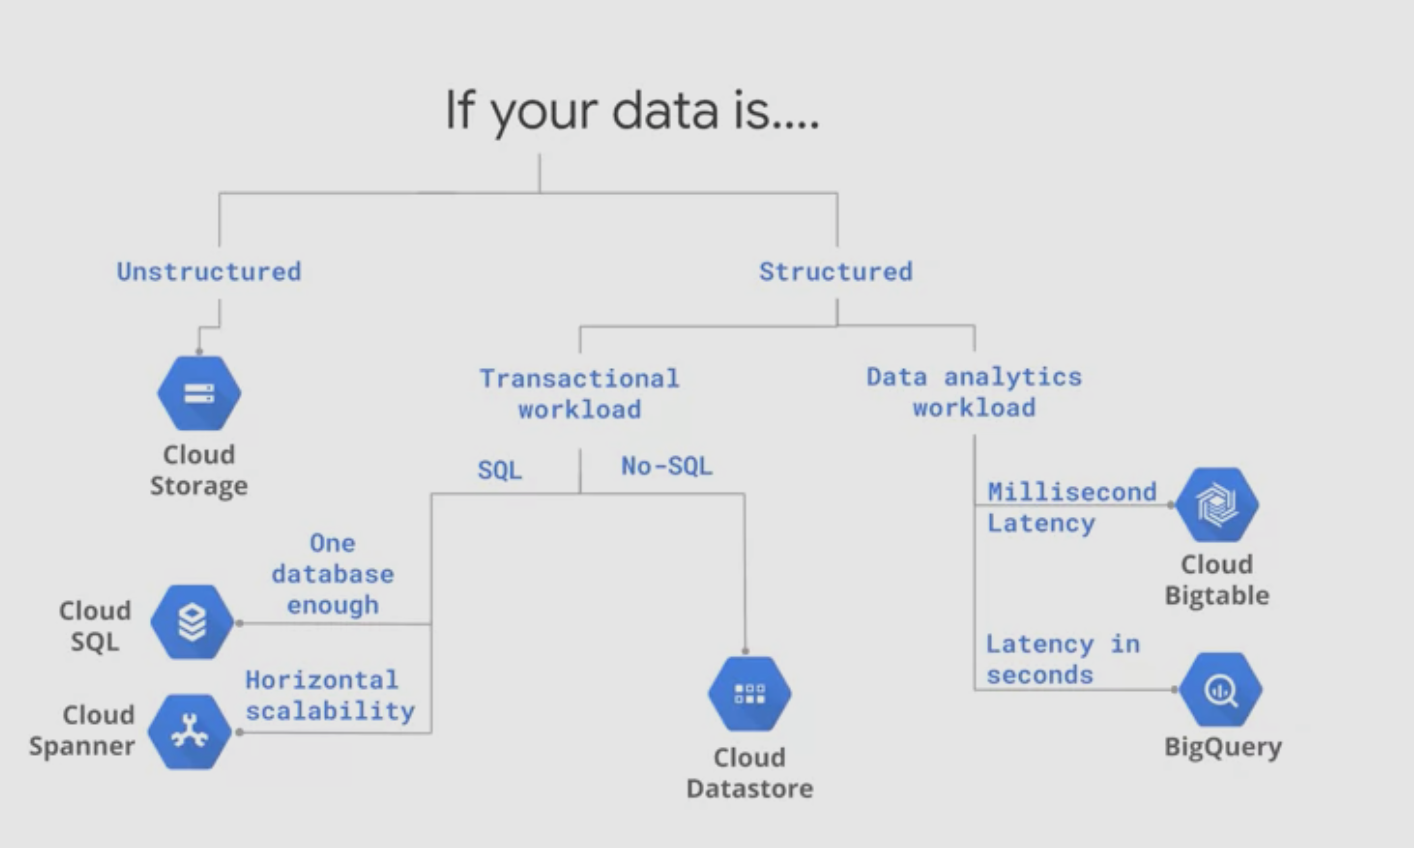 If your data is....
Unstructured
Structured
Cloud
Storage
Transactional
workload
Data analytics
workload
SQL
No-SQL
One
database
enough
Cloud
SQL
Horizontal
scalability
Cloud
Spanner
Cloud
Datastore
Millisecond
Latency
Cloud
Bigtable
Latency in
seconds
BigQuery